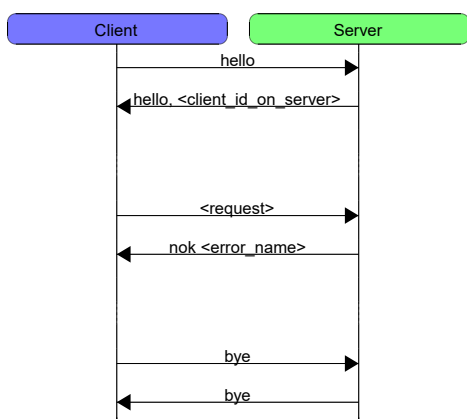 Client
Server
hello
hello, <client_id_on_server>
<request>
nok <error_name>
bye
bye